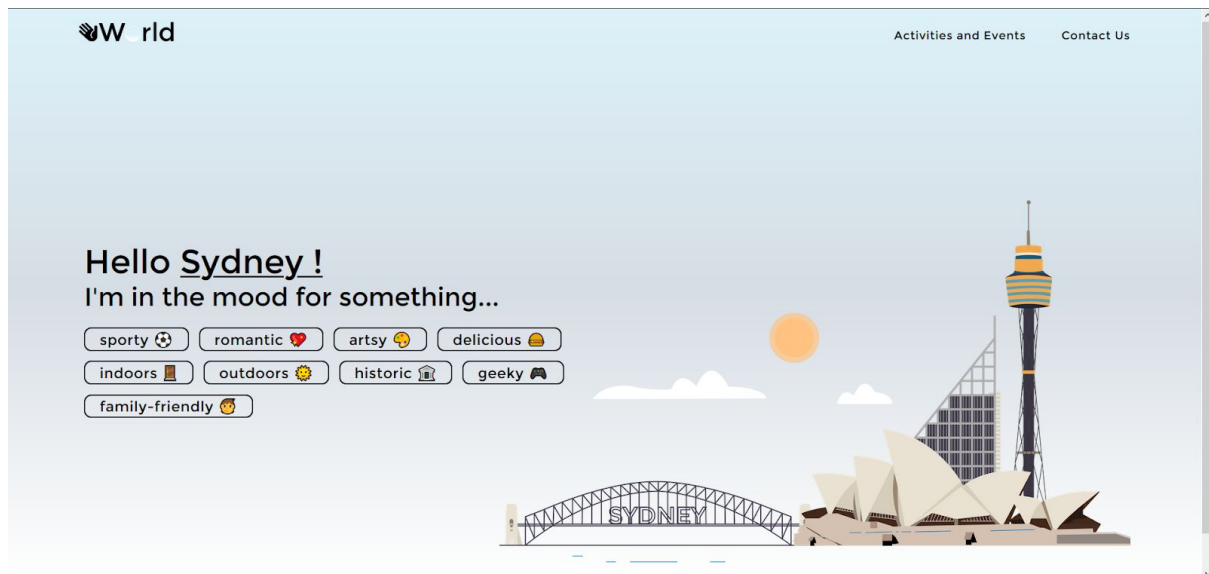 W rld
Activities and Events
Contact Us
Hello Sydney !
I'm in the mood for something...
sporty ⚽
romantic 💖
artsy 🎨
delicious 🍔
indoors 🚪
outdoors 🌞
historic 🏛
geeky 🎮
family-friendly 👦
SYDNEY